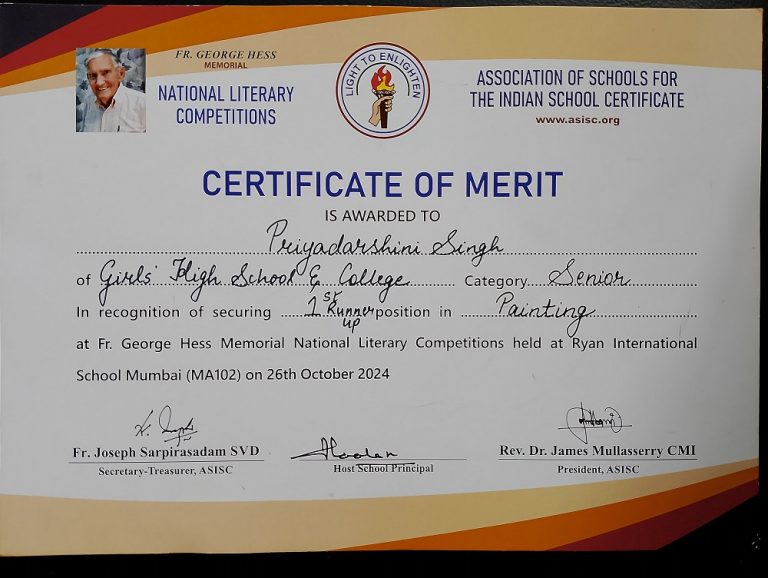 FR. GEORGE HESS
MEMORIAL
NATIONAL LITERARY
COMPETITIONS
LIGHT TO ENLIGHTEN
ASSOCIATION OF SCHOOLS FOR
THE INDIAN SCHOOL CERTIFICATE
www.asisc.org
CERTIFICATE OF MERIT
IS AWARDED TO
Priyadarshini Singh
of Girls' High School & College Category Senior
In recognition of securing 1st Runner up position in Painting
at Fr. George Hess Memorial National Literary Competitions held at Ryan International
School Mumbai (MA102) on 26th October 2024
Fr. Joseph Sarpirasadam SVD
Secretary-Treasurer, ASISC
Host School Principal
Rev. Dr. James Mullasserry CMI
President, ASISC